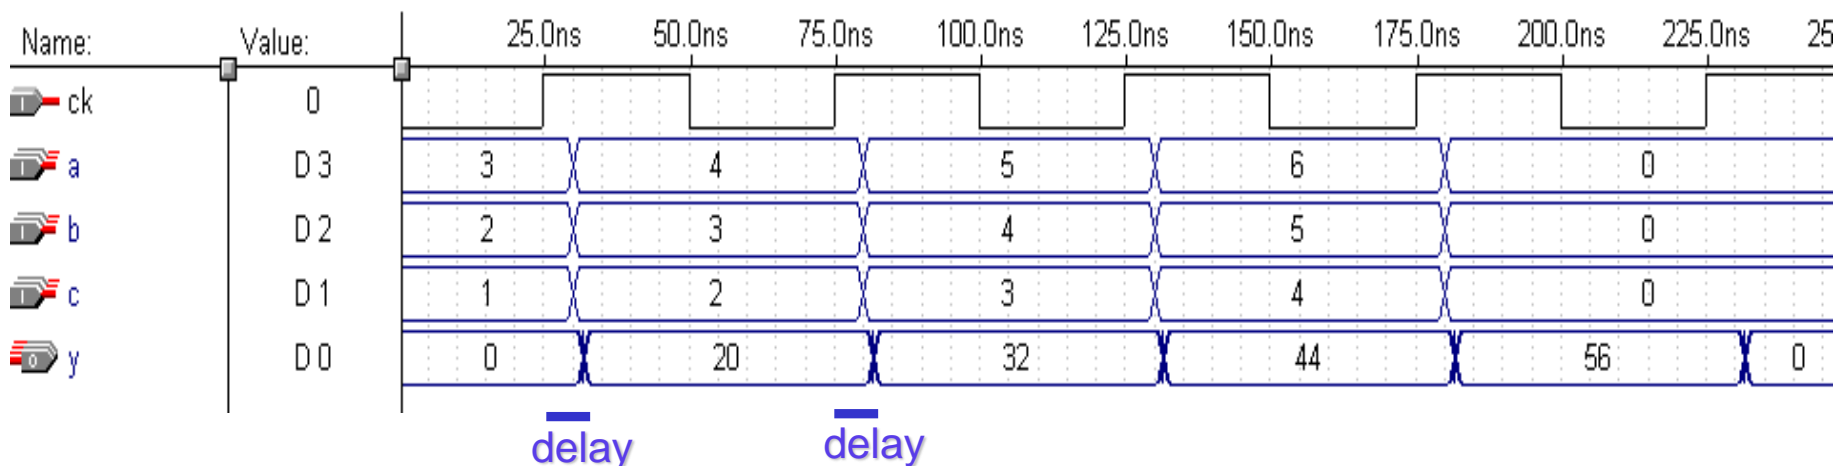 Name: Value: 25.0ns 50.0ns 75.0ns 100.0ns 125.0ns 150.0ns 175.0ns 200.0ns 225.0ns 25
I ck 0
I a D 3 3 4 5 6 0
I b D 2 2 3 4 5 0
I c D 1 1 2 3 4 0
0 y D 0 0 20 32 44 56 0
delay delay